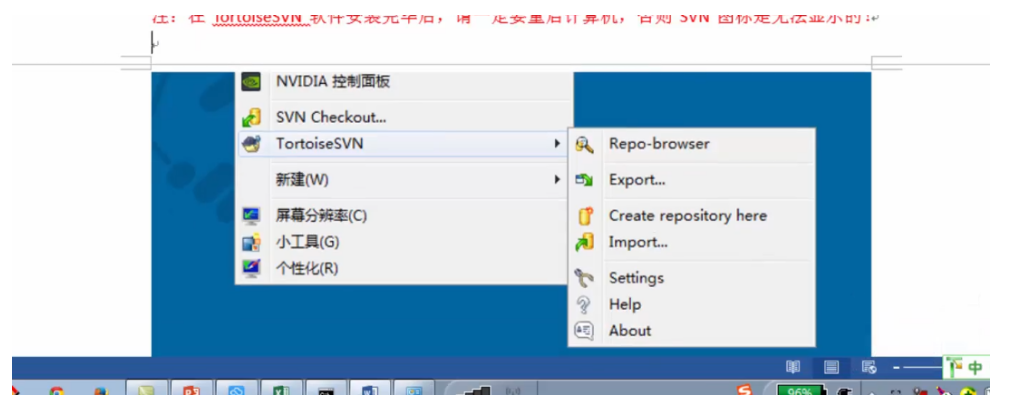 注：在 TortoiseSVN 软件安装完毕后，请一定要重启计算机，否则 SVN 图标是无法显示的！
NVIDIA 控制面板
SVN Checkout...
TortoiseSVN
Repo-browser
新建(W)
Export...
屏幕分辨率(C)
Create repository here
小工具(G)
Import...
个性化(R)
Settings
Help
About
中
96%